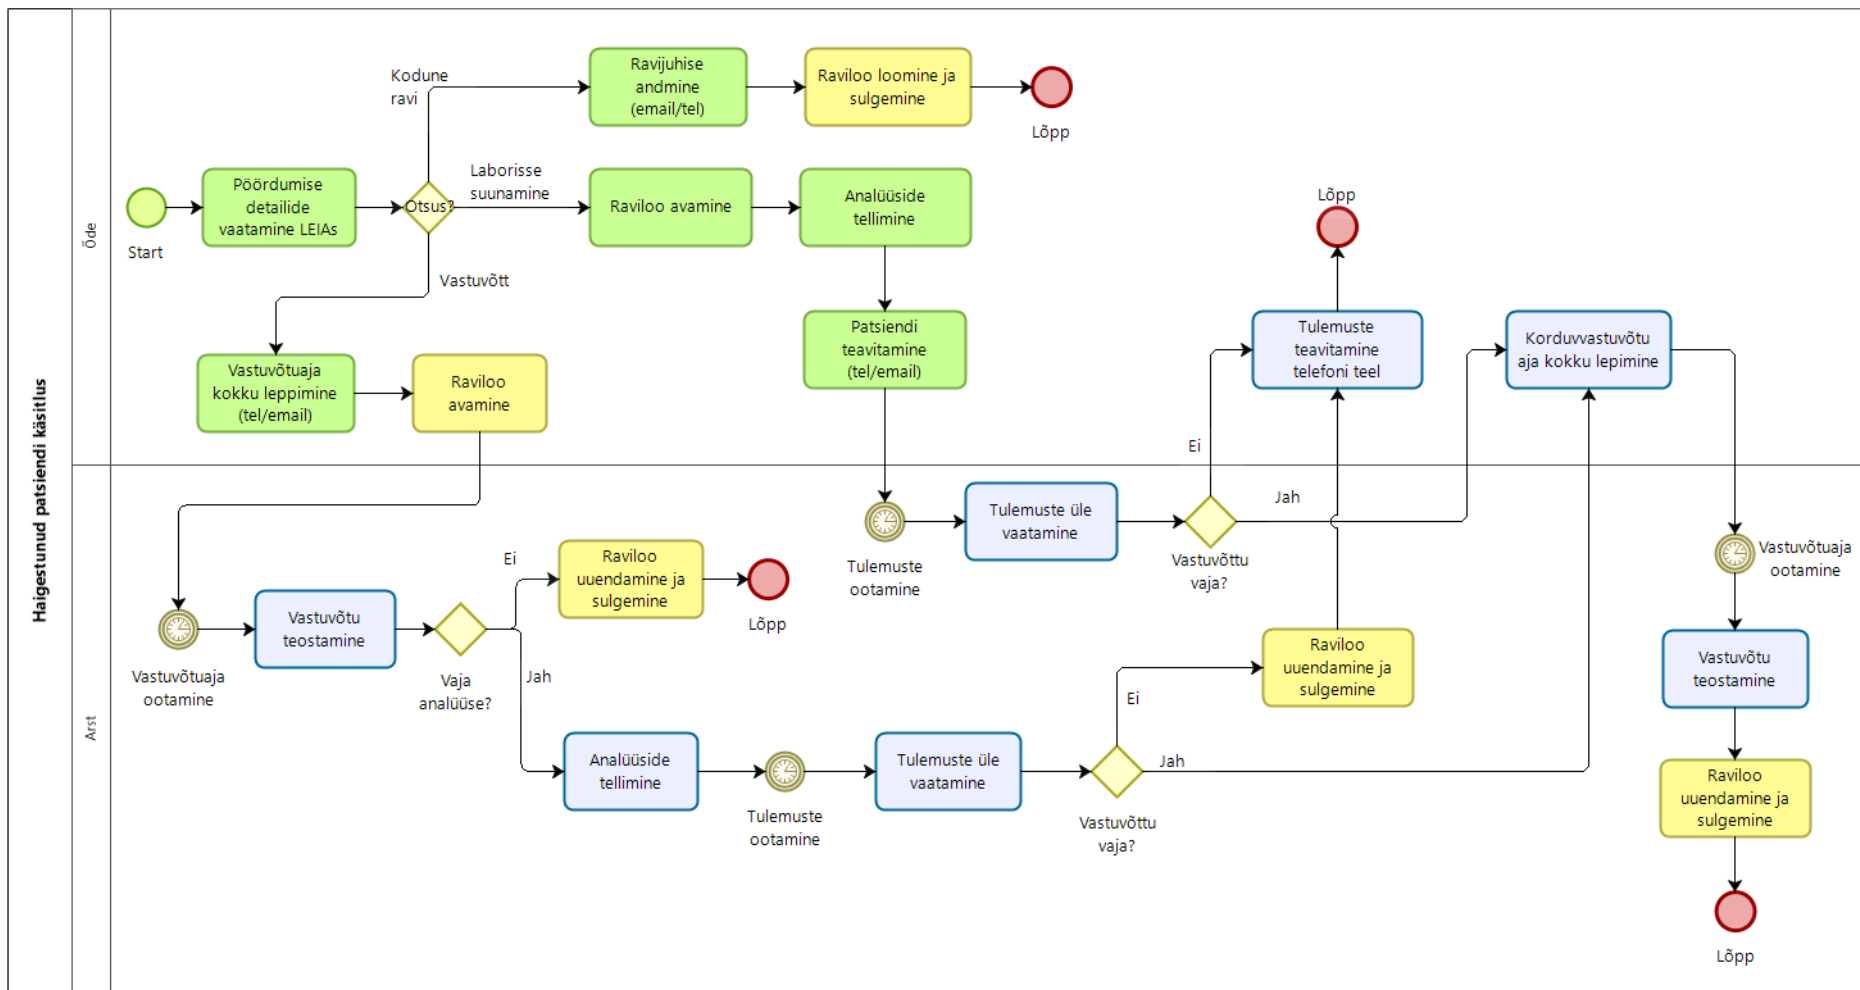 Haigestunud patsiendi käsitlus
Õde
Arst
Start
Pöördumise
detailide
vaatamine LEIAs
Otsus?
Kodune
ravi
Ravijuhise
andmine
(email/tel)
Raviloo loomine ja
sulgemine
Lõpp
Laborisse
suunamine
Raviloo avamine
Analüüside
tellimine
Patsiendi
teavitamine
(tel/email)
Vastuvõtt
Vastuvõtuaja
kokku leppimine
(tel/email)
Raviloo
avamine
Lõpp
Tulemuste
teavitamine
telefoni teel
Korduvvastuvõtu
aja kokku lepimine
Ei
Jah
Tulemuste
ootamine
Tulemuste üle
vaatamine
Vastuvõttu
vaja?
Vastuvõtuaja
ootamine
Vastuvõtuaja
ootamine
Vastuvõtu
teostamine
Vaja
analüüse?
Ei
Raviloo
uuendamine ja
sulgemine
Lõpp
Jah
Analüüside
tellimine
Tulemuste
ootamine
Tulemuste üle
vaatamine
Vastuvõttu
vaja?
Ei
Raviloo
uuendamine ja
sulgemine
Jah
Vastuvõtu
teostamine
Raviloo
uuendamine ja
sulgemine
Lõpp